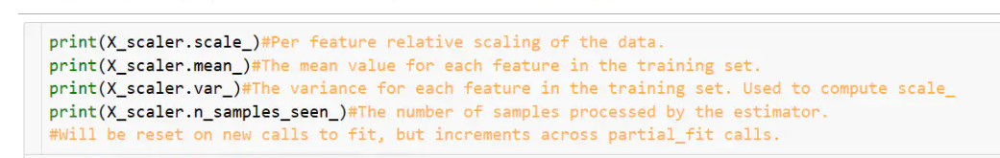 print(X_scaler.scale_)#Per feature relative scaling of the data.
print(X_scaler.mean_)#The mean value for each feature in the training set.
print(X_scaler.var_)#The variance for each feature in the training set. Used to compute scale_
print(X_scaler.n_samples_seen_)#The number of samples processed by the estimator.
#Will be reset on new calls to fit, but increments across partial_fit calls.